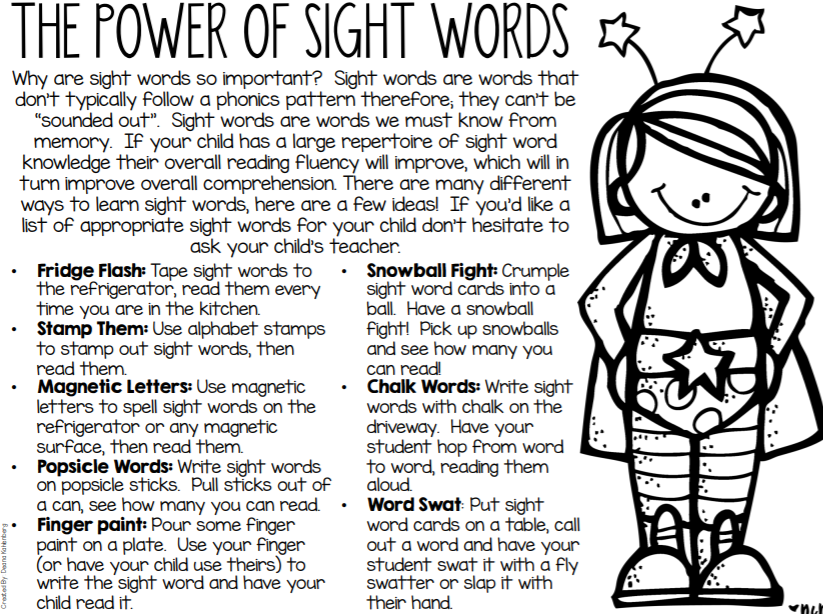 THE POWER OF SIGHT WORDS
Why are sight words so important? Sight words are words that
don't typically follow a phonics pattern therefore; they can't be
"sounded out". Sight words are words we must know from
memory. If your child has a large repertoire of sight word
knowledge their overall reading fluency will improve, which will in
turn improve overall comprehension. There are many different
ways to learn sight words, here are a few ideas! If you'd like a
list of appropriate sight words for your child don't hesitate to
ask your child's teacher.
• Fridge Flash: Tape sight words to
the refrigerator, read them every
time you are in the kitchen.
• Stamp Them: Use alphabet stamps
to stamp out sight words, then
read them.
• Magnetic Letters: Use magnetic
letters to spell sight words on the
refrigerator or any magnetic
surface, then read them.
• Popsicle Words: Write sight words
on popsicle sticks. Pull sticks out of
a can, see how many you can read.
• Finger paint: Pour some finger
paint on a plate. Use your finger
(or have your child use theirs) to
write the sight word and have your
child read it.
• Snowball Fight: Crumple
sight word cards into a
ball. Have a snowball
fight! Pick up snowballs
and see how many you
can read!
• Chalk Words: Write sight
words with chalk on the
driveway. Have your
student hop from word
to word, reading them
aloud.
• Word Swat: Put sight
word cards on a table, call
out a word and have your
student swat it with a fly
swatter or slap it with
their hand.
Created By: Deana Kahlenberg